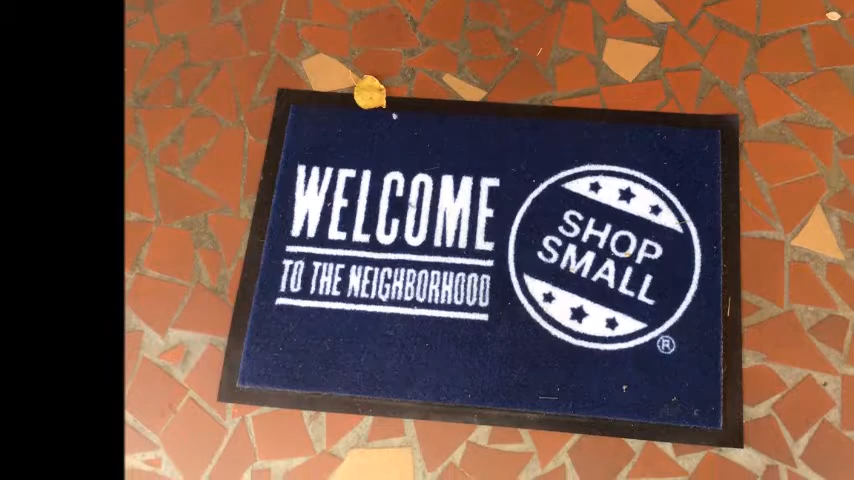 WELCOME
TO THE NEIGHBORHOOD
SHOP
SMALL
®